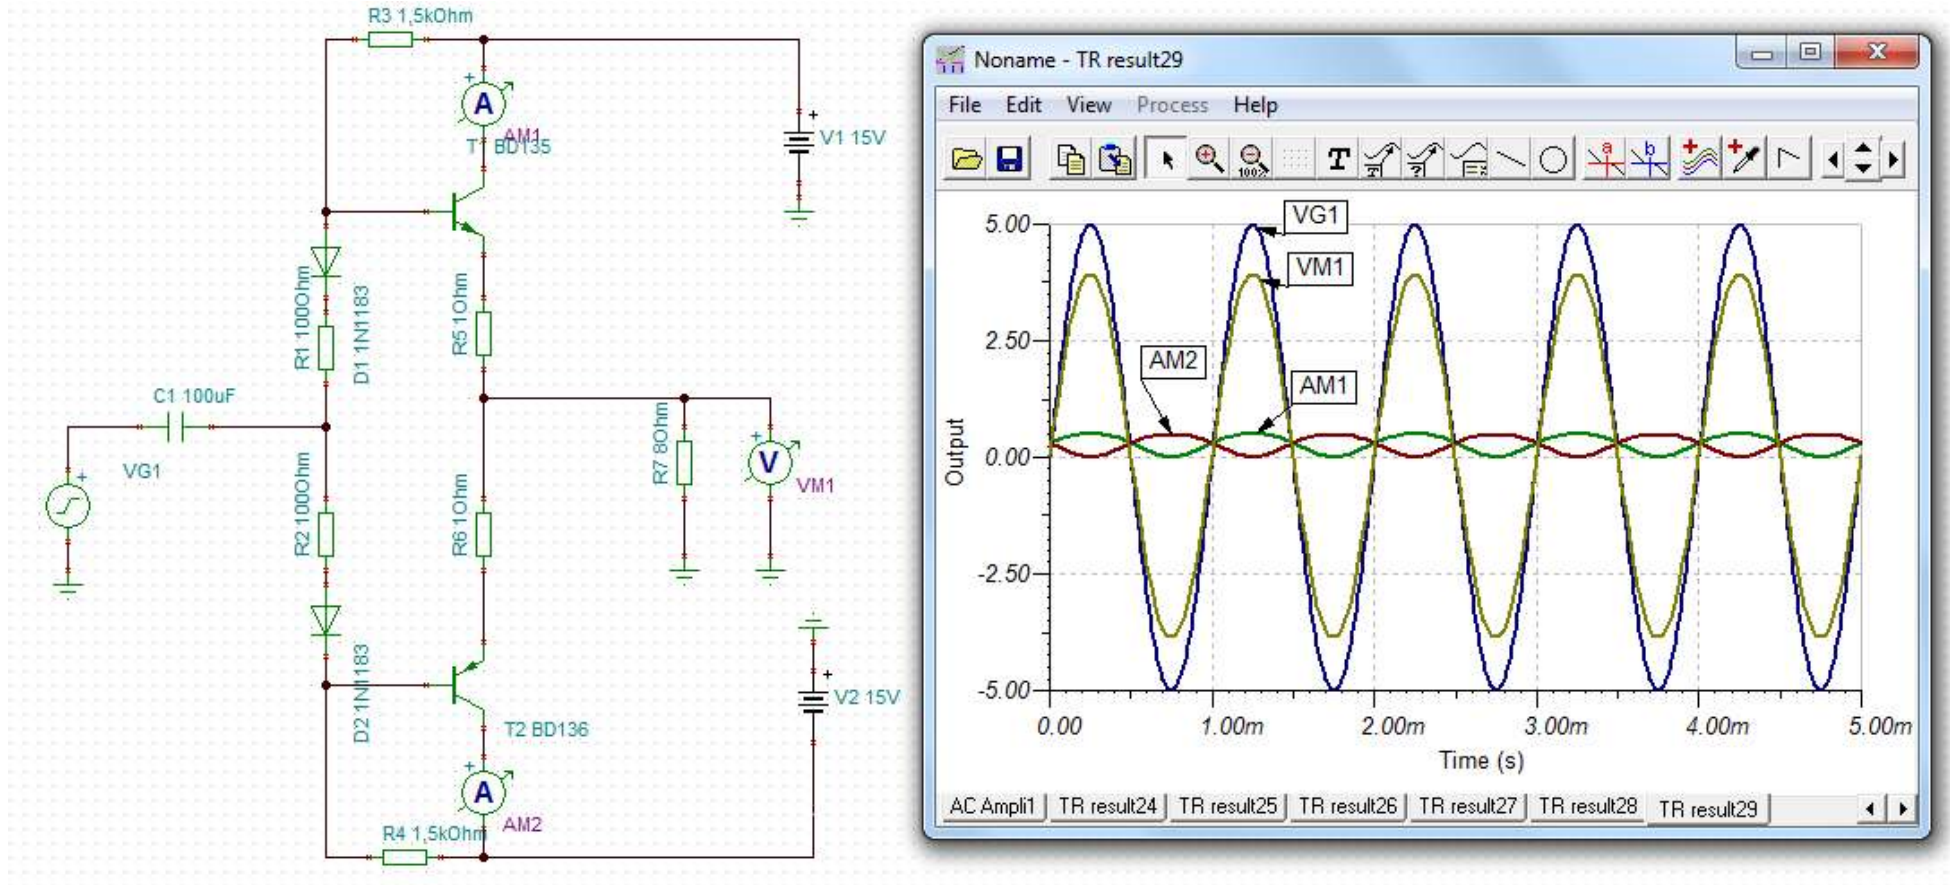 R3 1,5kOhm
A
AM1
T BD135
V1 15V
R1 100Ohm
D1 1N1183
R5 1Ohm
C1 100uF
VG1
R2 100Ohm
R6 1Ohm
R7 8Ohm
V
VM1
D2 1N1183
T2 BD136
V2 15V
A
AM2
R4 1,5kOhm
Noname - TR result29
File Edit View Process Help
T
100%
a
b
VG1
VM1
AM2
AM1
Output
5.00
2.50
0.00
-2.50
-5.00
0.00 1.00m 2.00m 3.00m 4.00m 5.00m
Time (s)
AC Ampli1 TR result24 TR result25 TR result26 TR result27 TR result28 TR result29